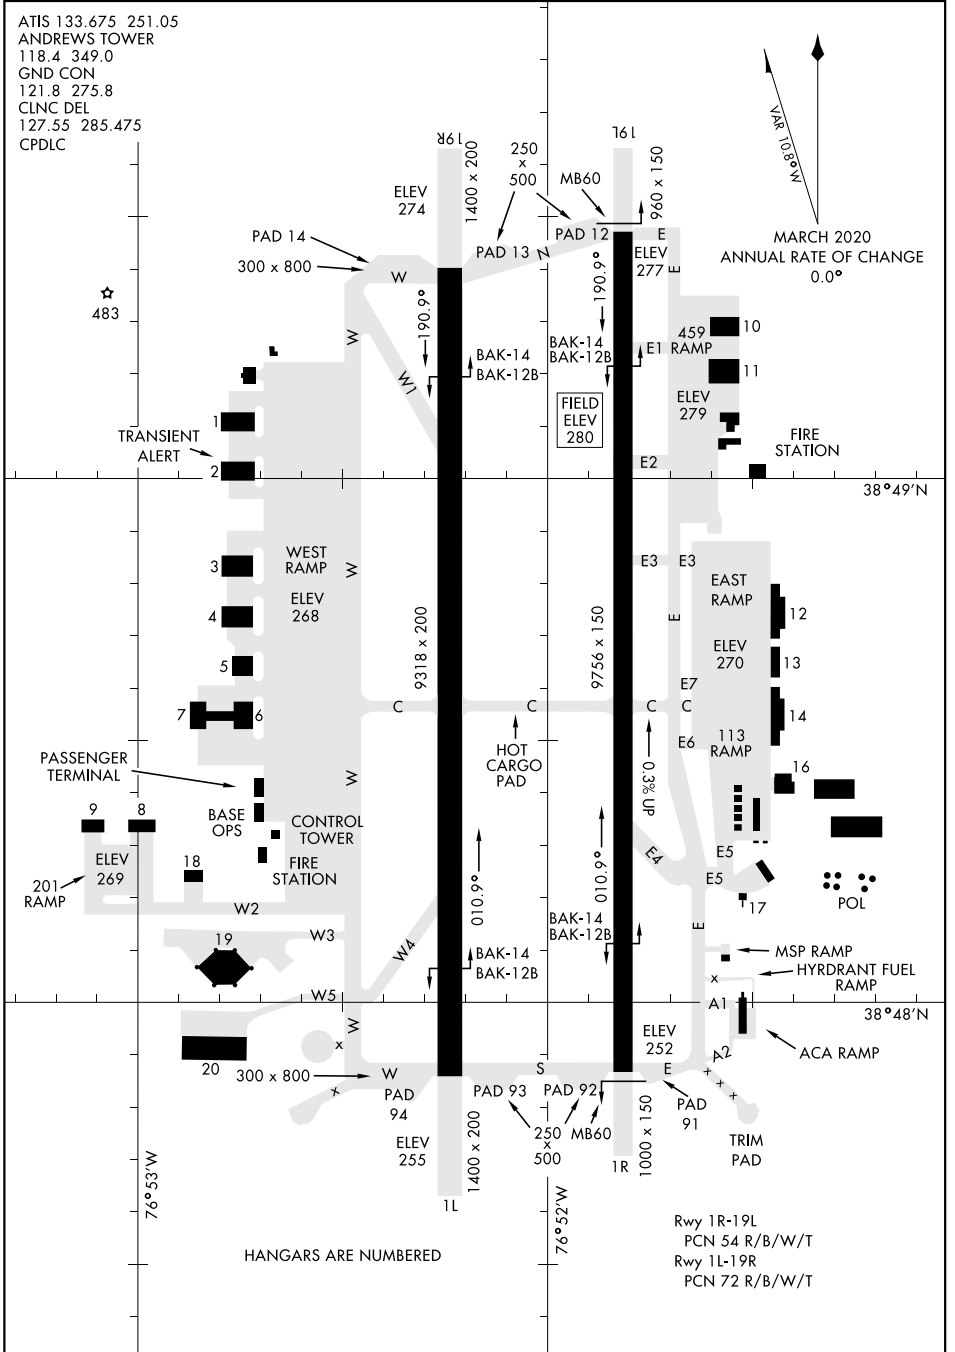 ATIS 133.675 251.05
ANDREWS TOWER
118.4 349.0
GND CON
121.8 275.8
CLNC DEL
127.55 285.475
CPDLC
19R
19L
1400 x 200
250
x
500
MB60
960 x 150
VAR 10.8°W
ELEV
274
PAD 14
300 x 800
W
PAD 13
N
PAD 12
E
ELEV
277
E
MARCH 2020
ANNUAL RATE OF CHANGE
0.0°
483
190.9°
190.9°
W
W1
BAK-14
BAK-12B
BAK-14
BAK-12B
E1
459
RAMP
10
11
ELEV
279
FIELD
ELEV
280
1
TRANSIENT
ALERT
2
E2
FIRE
STATION
38°49'N
3
WEST
RAMP
W
ELEV
268
4
5
7
6
E3
E3
EAST
RAMP
E
12
ELEV
270
13
E7
14
9318 x 200
9756 x 150
C
C
C
C
HOT
CARGO
PAD
0.3% UP
E6
113
RAMP
16
PASSENGER
TERMINAL
W
9
8
BASE
OPS
CONTROL
TOWER
FIRE
STATION
ELEV
269
18
201
RAMP
010.9°
010.9°
E4
E5
E5
POL
17
W2
W3
W4
19
BAK-14
BAK-12B
BAK-14
BAK-12B
E
MSP RAMP
HYRDRANT FUEL
RAMP
x
W5
A1
38°48'N
W
x
20
300 x 800
x
W
PAD
94
ELEV
255
S
PAD 93
PAD 92
250
x
500
MB60
ELEV
252
E
A2
x
x
x
ACA RAMP
PAD
91
TRIM
PAD
1400 x 200
1000 x 150
1L
1R
76°53'W
76°52'W
Rwy 1R-19L
PCN 54 R/B/W/T
Rwy 1L-19R
PCN 72 R/B/W/T
HANGARS ARE NUMBERED